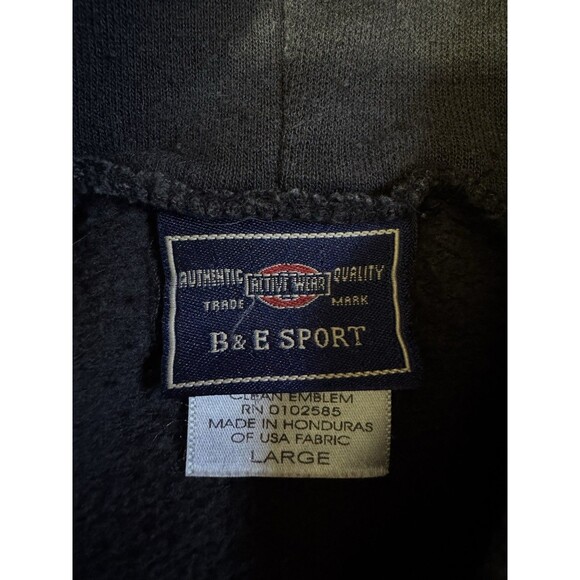 AUTHENTIC ACTIVE WEAR QUALITY
TRADE MARK
B & E SPORT
CLEAN EMBLEM
RN 0102585
MADE IN HONDURAS
OF USA FABRIC
LARGE